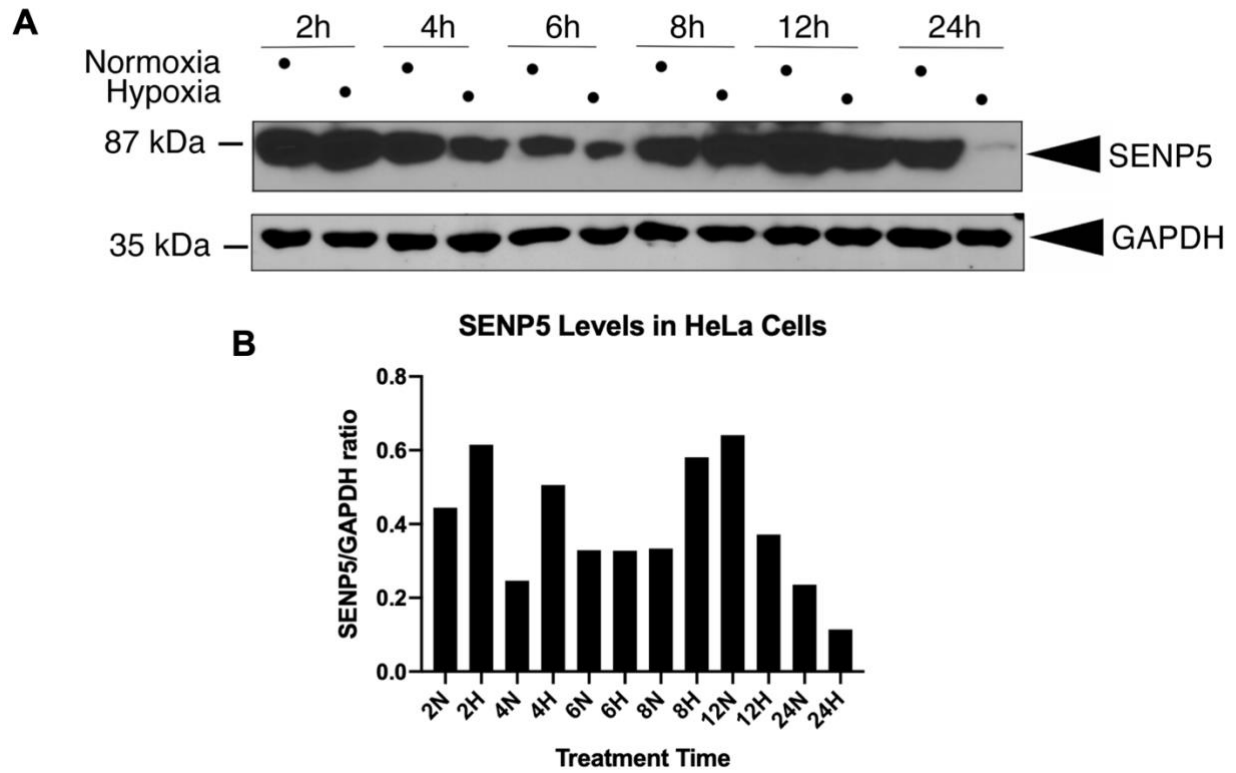 A
2h 4h 6h 8h 12h 24h
Normoxia
Hypoxia
87 kDa
SENP5
35 kDa
GAPDH
B
SENP5 Levels in HeLa Cells
SENP5/GAPDH ratio
0.8
0.6
0.4
0.2
0.0
2N 2H 4N 4H 6N 6H 8N 8H 12N 12H 24N 24H
Treatment Time